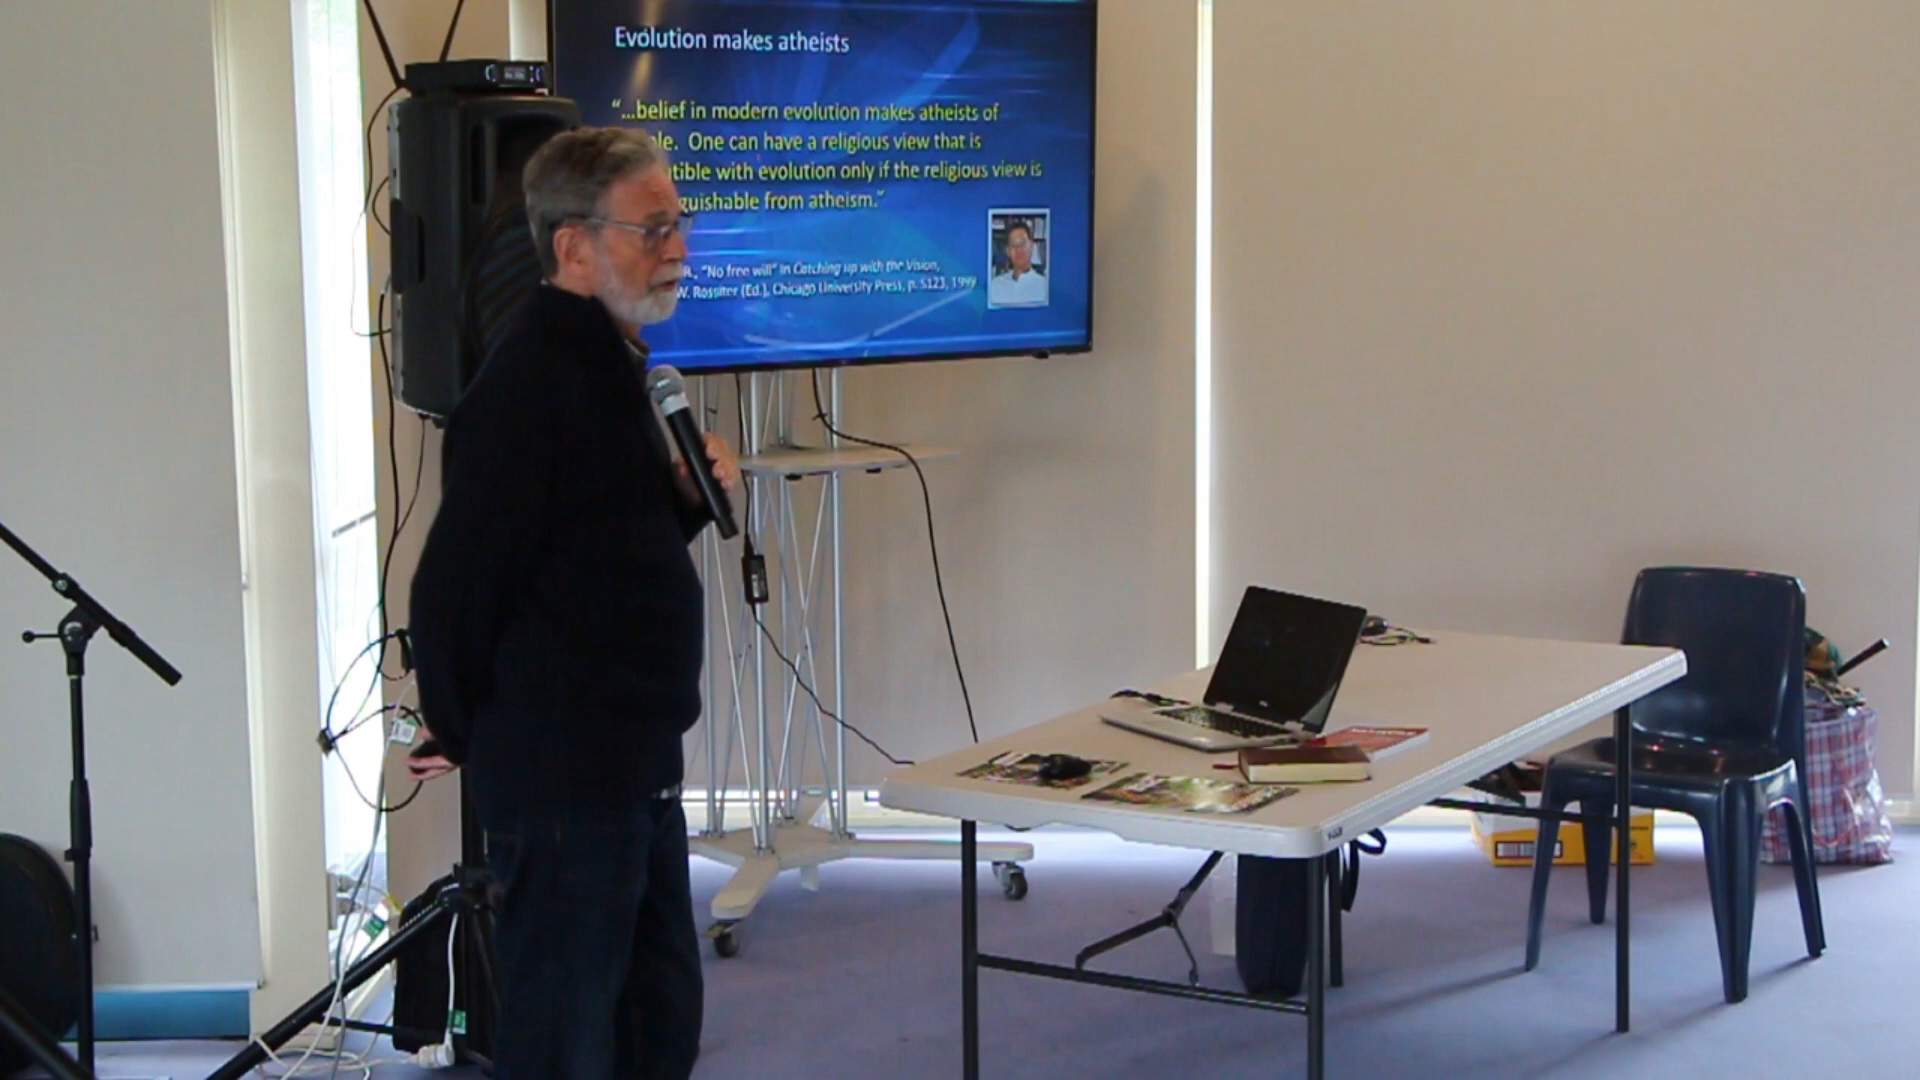 Evolution makes atheists
"...belief in modern evolution makes atheists of
ple. One can have a religious view that is
tible with evolution only if the religious view is
guishable from atheism."
"No free will" In Catching up with the Vision,
W. Rossiter (Ed.), Chicago University Press, p. S123, 1999